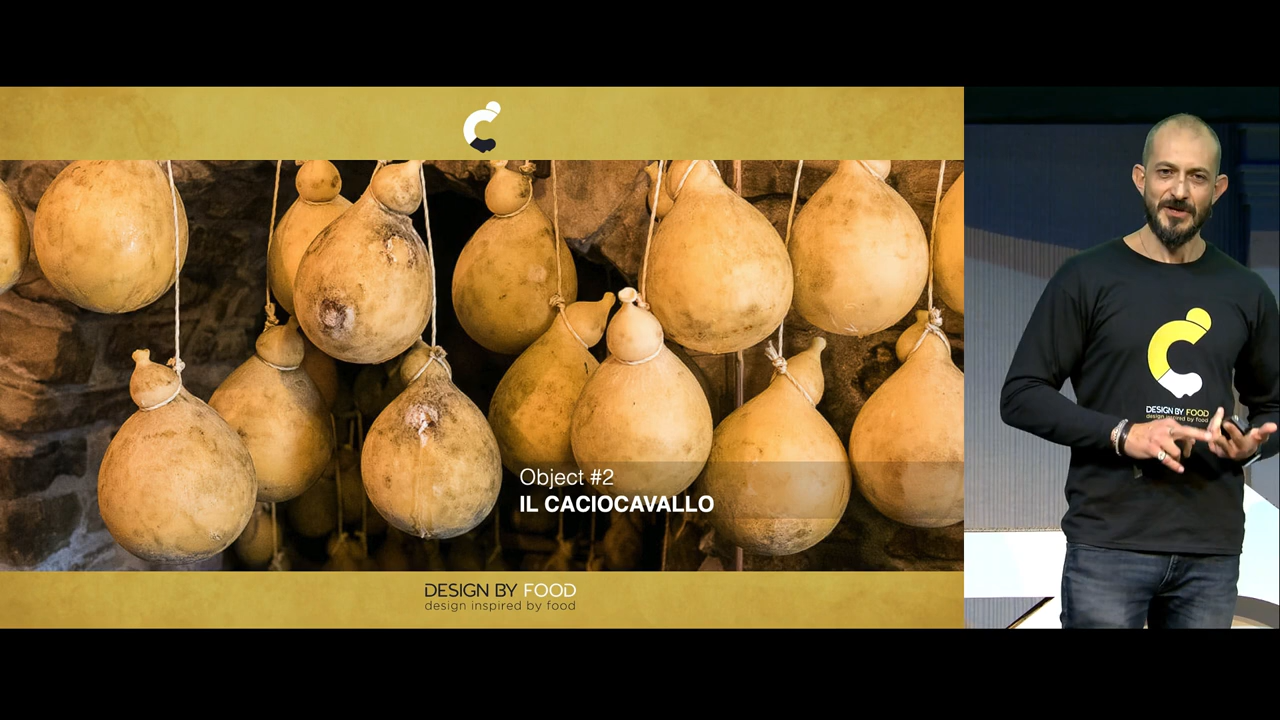 Object #2
IL CACIOCAVALLO
DESIGN BY FOOD
design inspired by food
DESIGN BY FOOD
design inspired by food